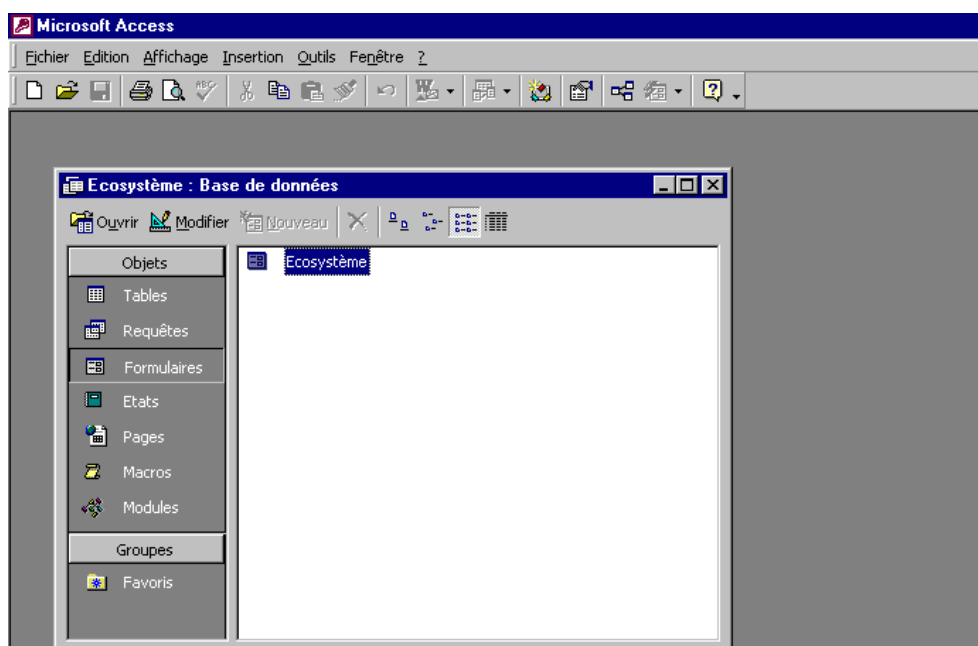 Microsoft Access
Fichier Edition Affichage Insertion Outils Fenêtre ?
ABC
Ecosystème : Base de données
Ouvrir Modifier Nouveau
Objets
Ecosystème
Tables
Requêtes
Formulaires
Etats
Pages
Macros
Modules
Groupes
Favoris